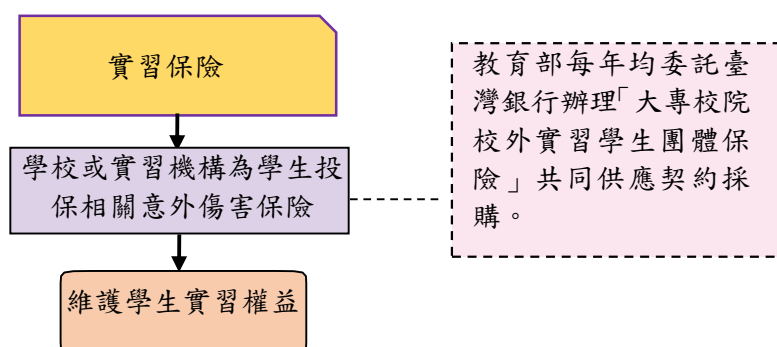 實習保險
學校或實習機構為學生投
保相關意外傷害保險
維護學生實習權益
教育部每年均委託臺
灣銀行辦理「大專校院
校外實習學生團體保
險」共同供應契約採
購。